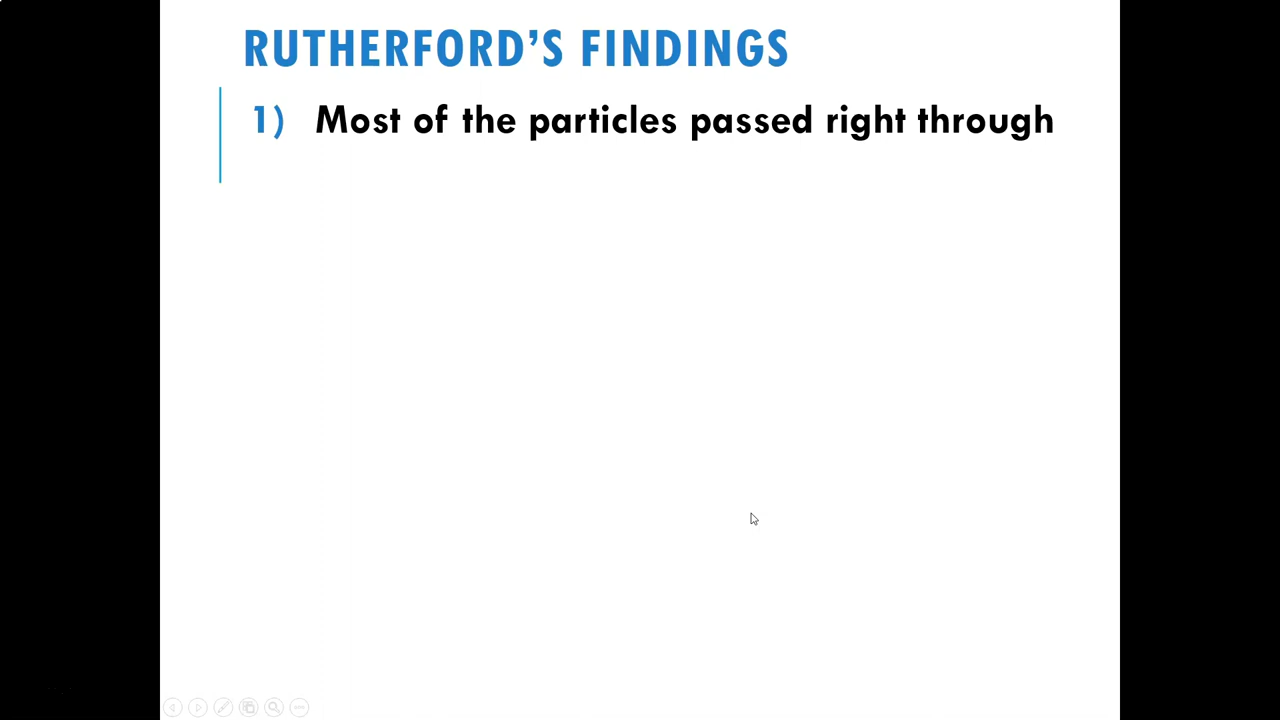 RUTHERFORD'S FINDINGS
1) Most of the particles passed right through